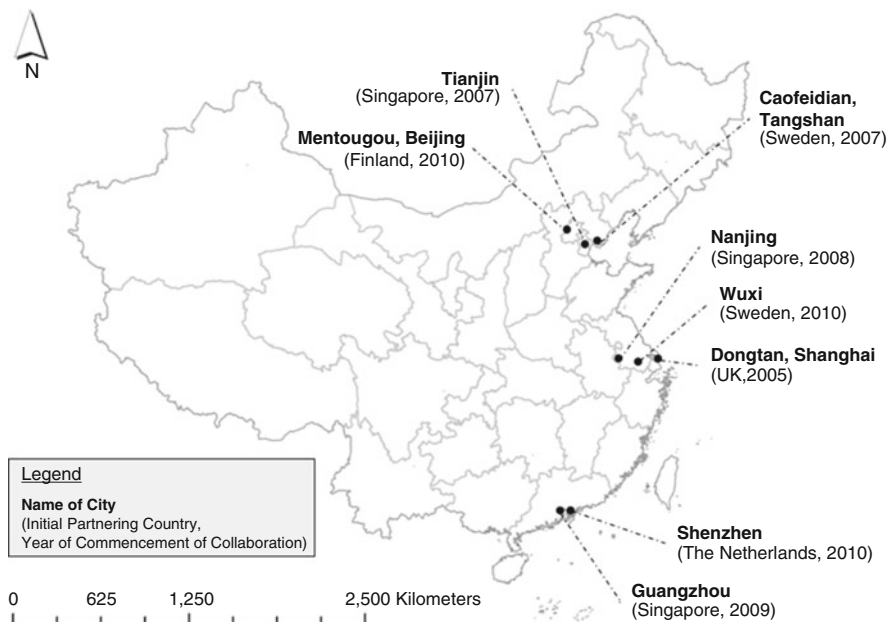 N
Tianjin
(Singapore, 2007)
Caofeidian,
Tangshan
(Sweden, 2007)
Mentougou, Beijing
(Finland, 2010)
Nanjing
(Singapore, 2008)
Wuxi
(Sweden, 2010)
Dongtan, Shanghai
(UK,2005)
Legend
Name of City
(Initial Partnering Country,
Year of Commencement of Collaboration)
Shenzhen
(The Netherlands, 2010)
Guangzhou
(Singapore, 2009)
0 625 1,250 2,500 Kilometers